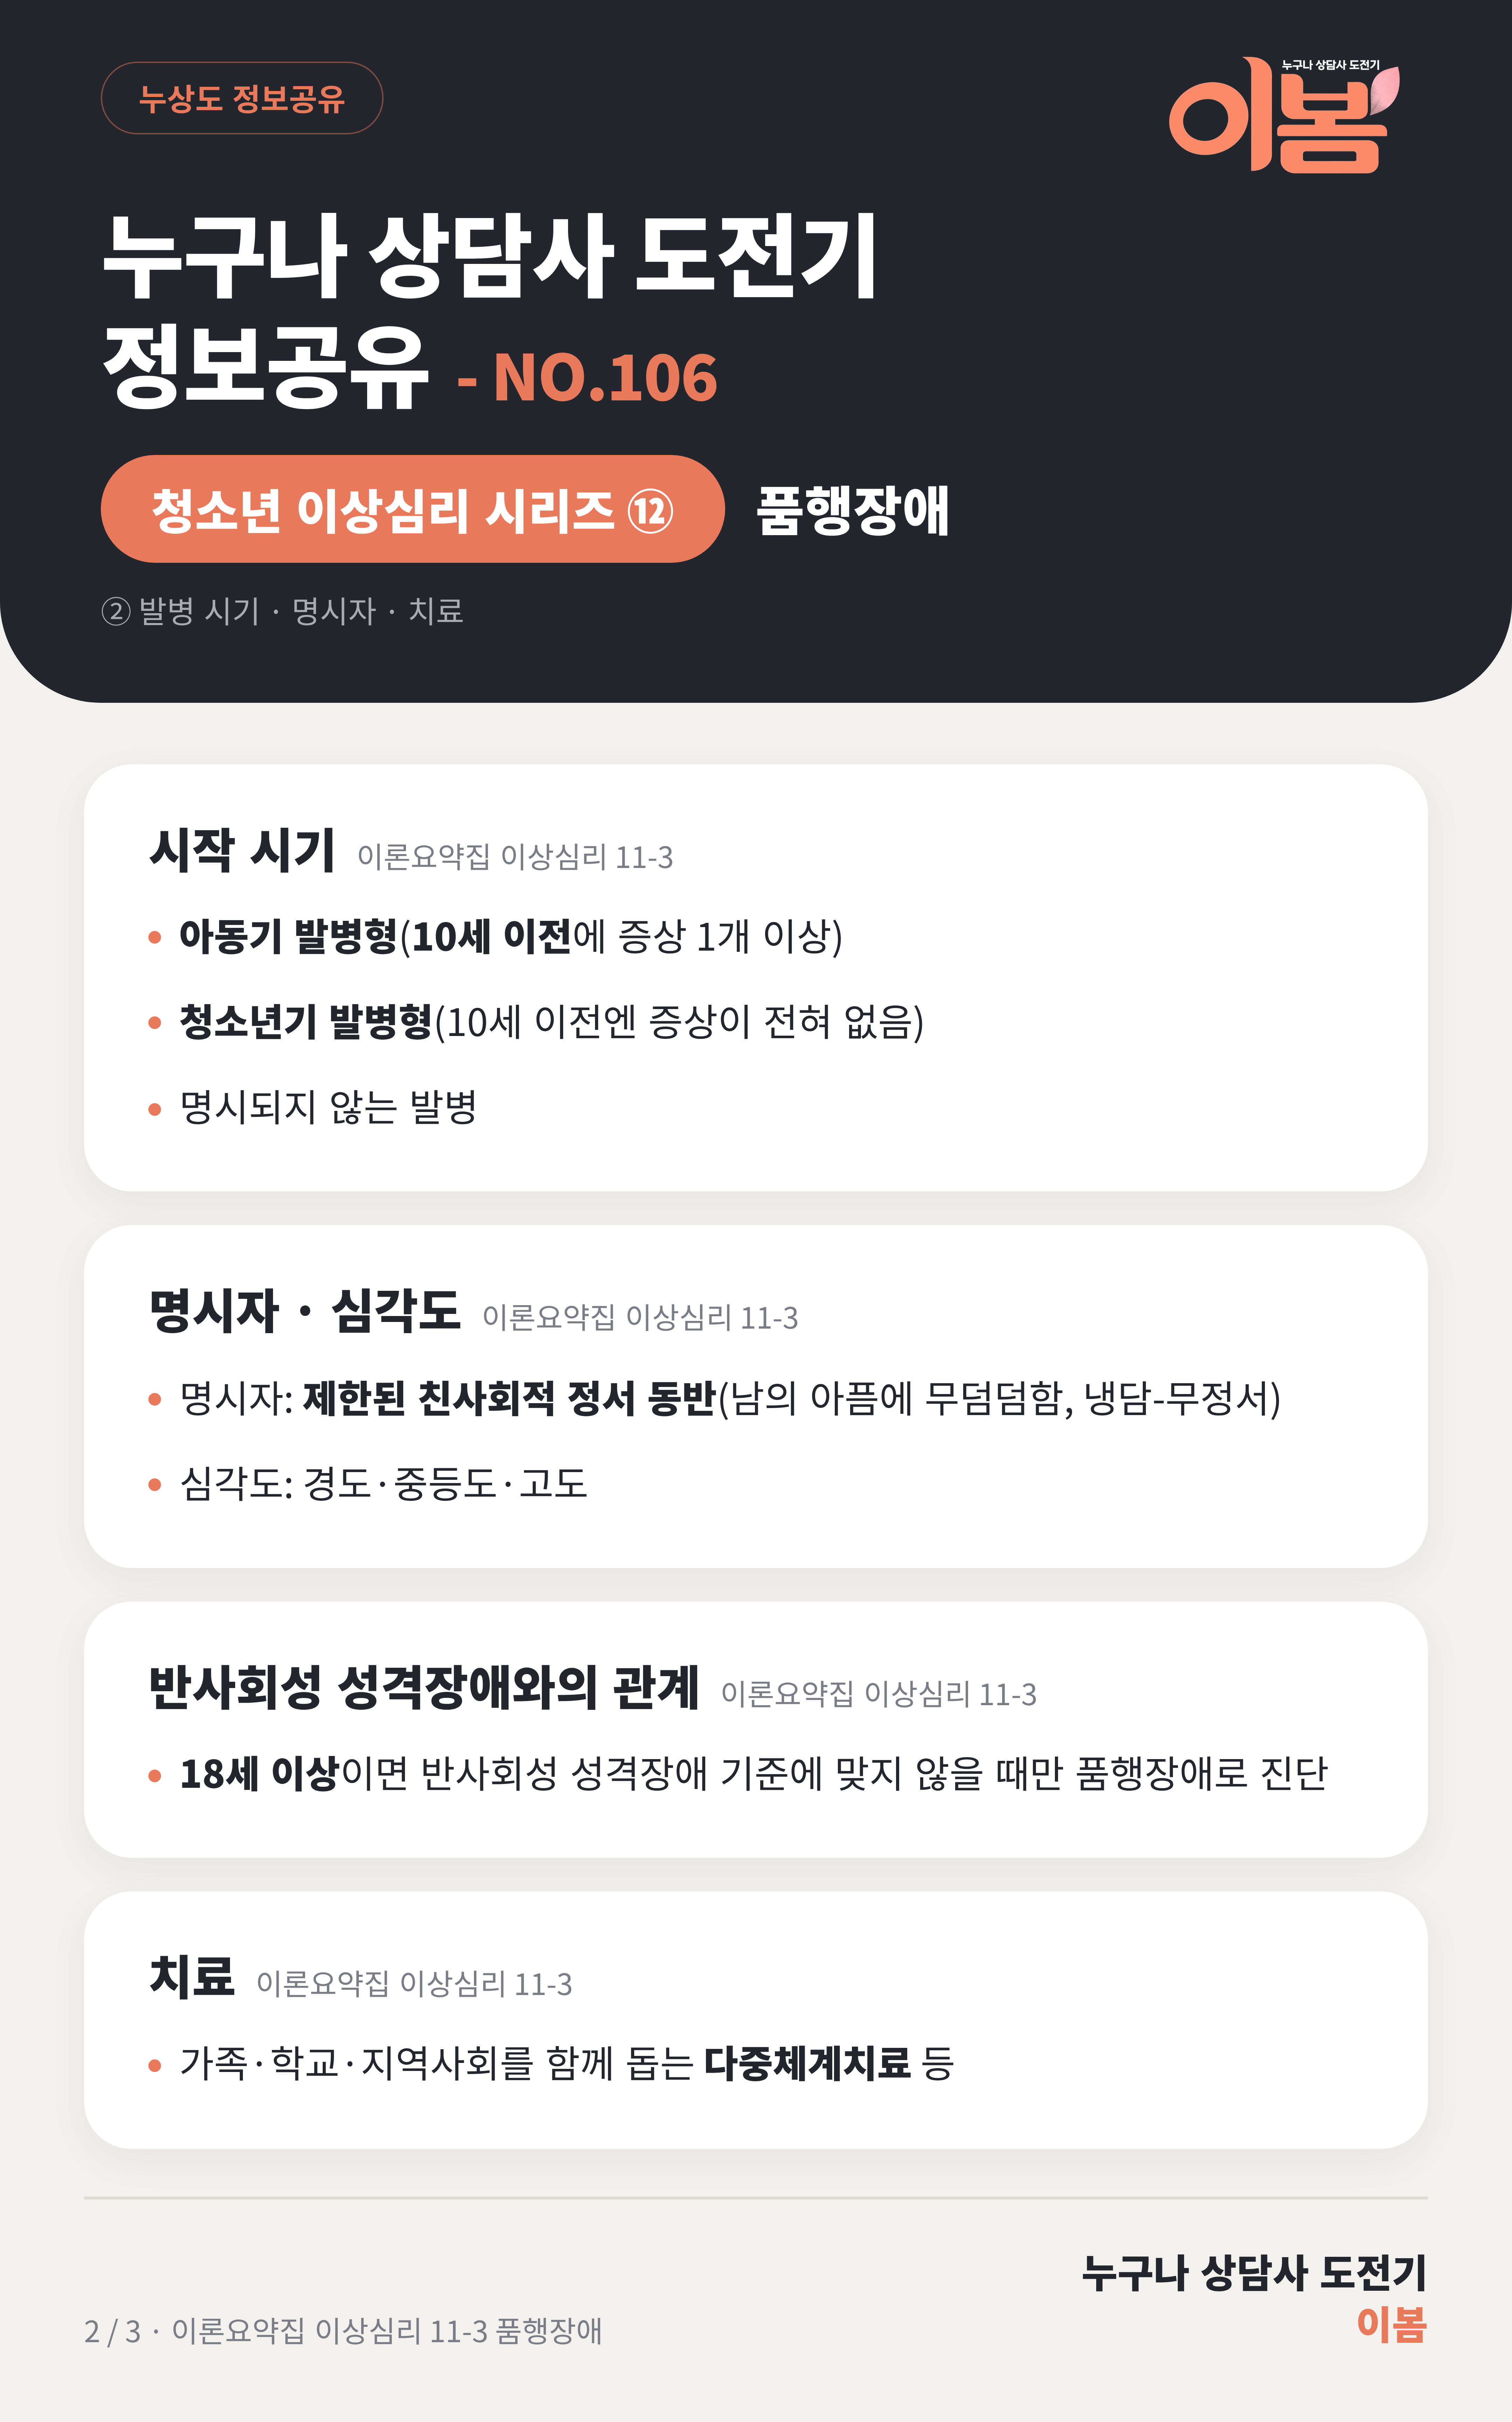 누상도 정보공유
누구나 상담사 도전기
이봄
누구나 상담사 도전기
정보공유 - NO.106
청소년 이상심리 시리즈 ⑫ 품행장애
② 발병 시기 · 명시자 · 치료
시작 시기 이론요약집 이상심리 11-3
• 아동기 발병형(10세 이전에 증상 1개 이상)
• 청소년기 발병형(10세 이전엔 증상이 전혀 없음)
• 명시되지 않는 발병
명시자 · 심각도 이론요약집 이상심리 11-3
• 명시자: 제한된 친사회적 정서 동반(남의 아픔에 무덤덤함, 냉담-무정서)
• 심각도: 경도·중등도·고도
반사회성 성격장애와의 관계 이론요약집 이상심리 11-3
• 18세 이상이면 반사회성 성격장애 기준에 맞지 않을 때만 품행장애로 진단
치료 이론요약집 이상심리 11-3
• 가족·학교·지역사회를 함께 돕는 다중체계치료 등
누구나 상담사 도전기
이봄
2 / 3 · 이론요약집 이상심리 11-3 품행장애